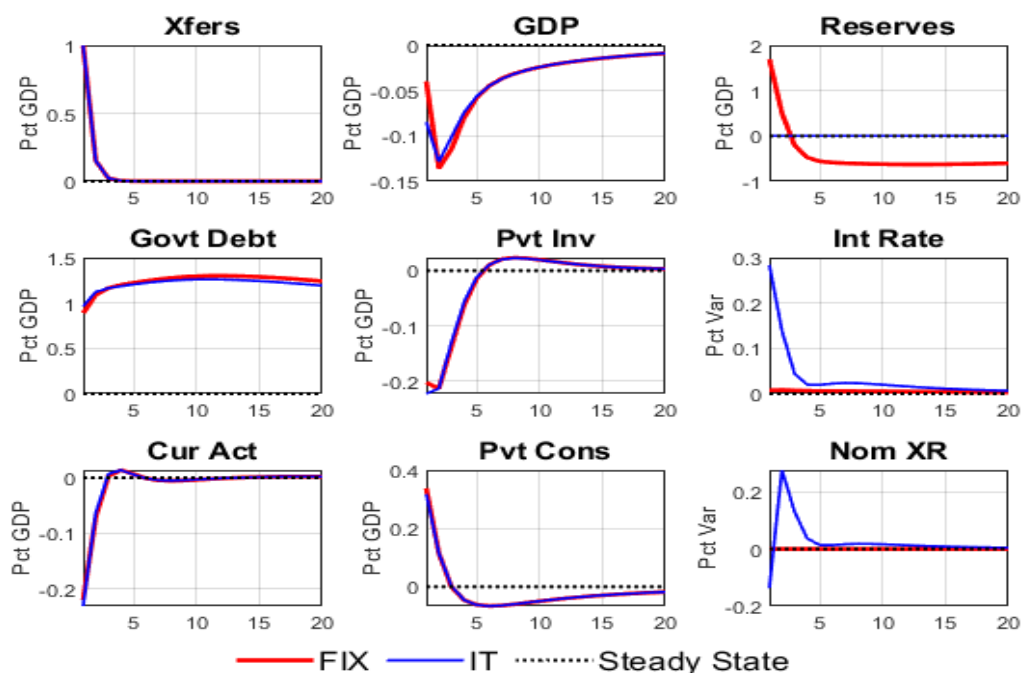 Xfers
Pct GDP
1
0.5
0
5 10 15 20
GDP
Pct GDP
0
-0.05
-0.1
-0.15
5 10 15 20
Reserves
Pct GDP
2
1
0
-1
5 10 15 20
Govt Debt
Pct GDP
1.5
1
0.5
0
5 10 15 20
Pvt Inv
Pct GDP
0
-0.1
-0.2
5 10 15 20
Int Rate
Pct Var
0.3
0.2
0.1
0
5 10 15 20
Cur Act
Pct GDP
0
-0.1
-0.2
5 10 15 20
Pvt Cons
Pct GDP
0.4
0.2
0
5 10 15 20
Nom XR
Pct Var
0.2
0
-0.2
5 10 15 20
FIX IT Steady State